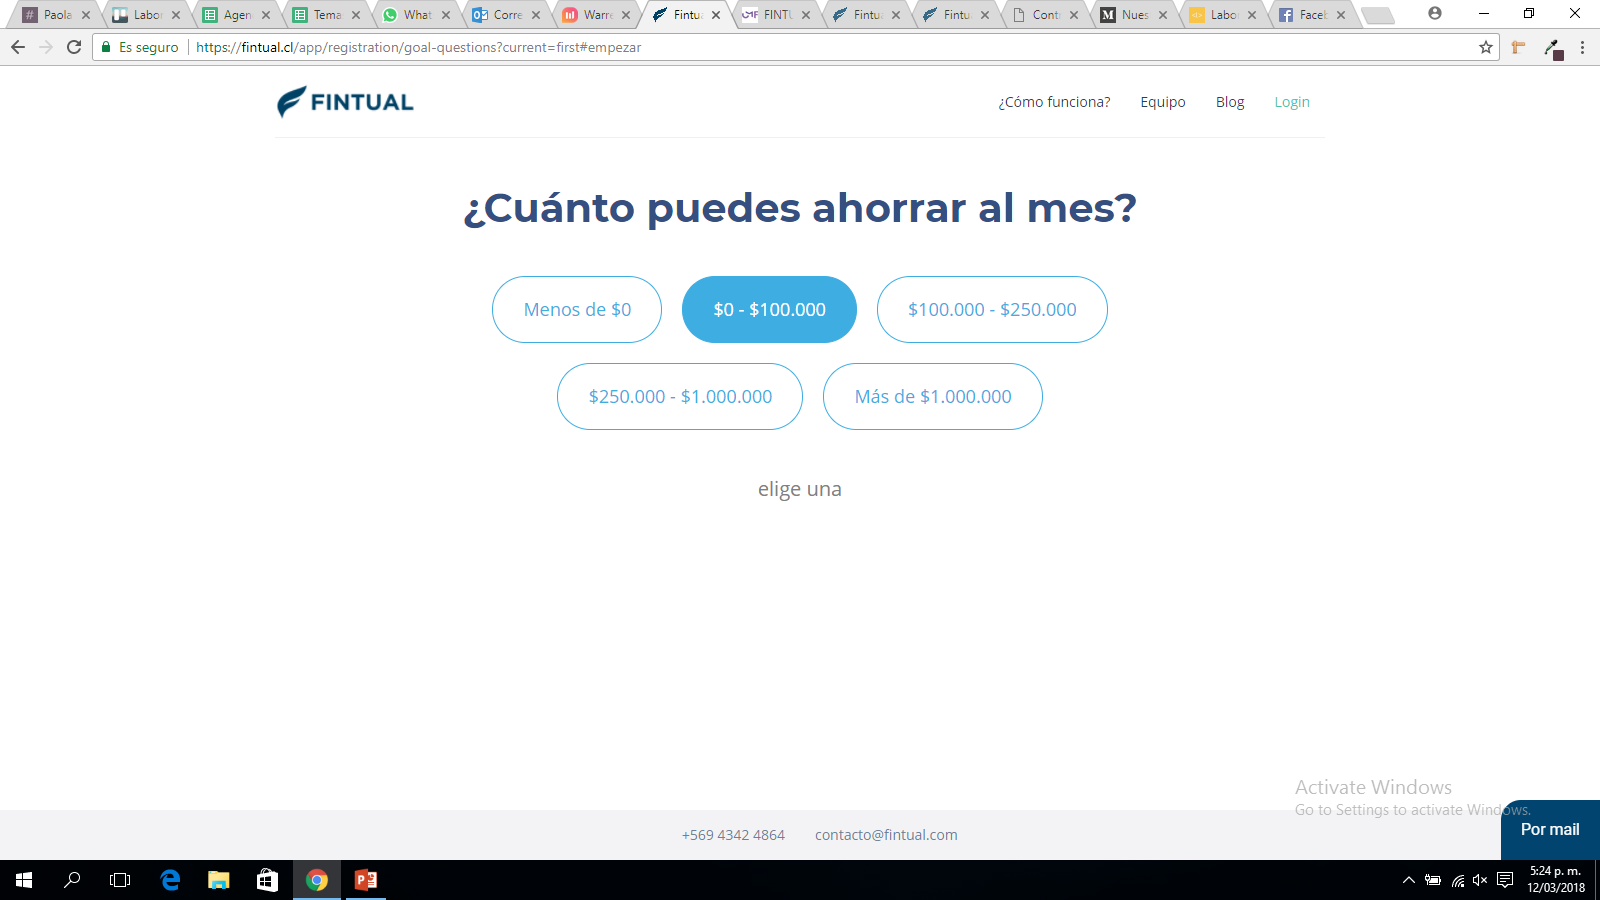 Paola
Labor
Agen
Tema
What
Corre
Warre
Fintua
FINTU
Fintua
Fintua
Conti
Nues
Labo
Faceb
Es seguro
https://fintual.cl/app/registration/goal-questions?current=first#empezar
FINTUAL
¿Cómo funciona?
Equipo
Blog
Login
¿Cuánto puedes ahorrar al mes?
Menos de $0
$0 - $100.000
$100.000 - $250.000
$250.000 - $1.000.000
Más de $1.000.000
elige una
Activate Windows
Go to Settings to activate Windows.
+569 4342 4864
contacto@fintual.com
Por mail
5:24 p. m.
12/03/2018